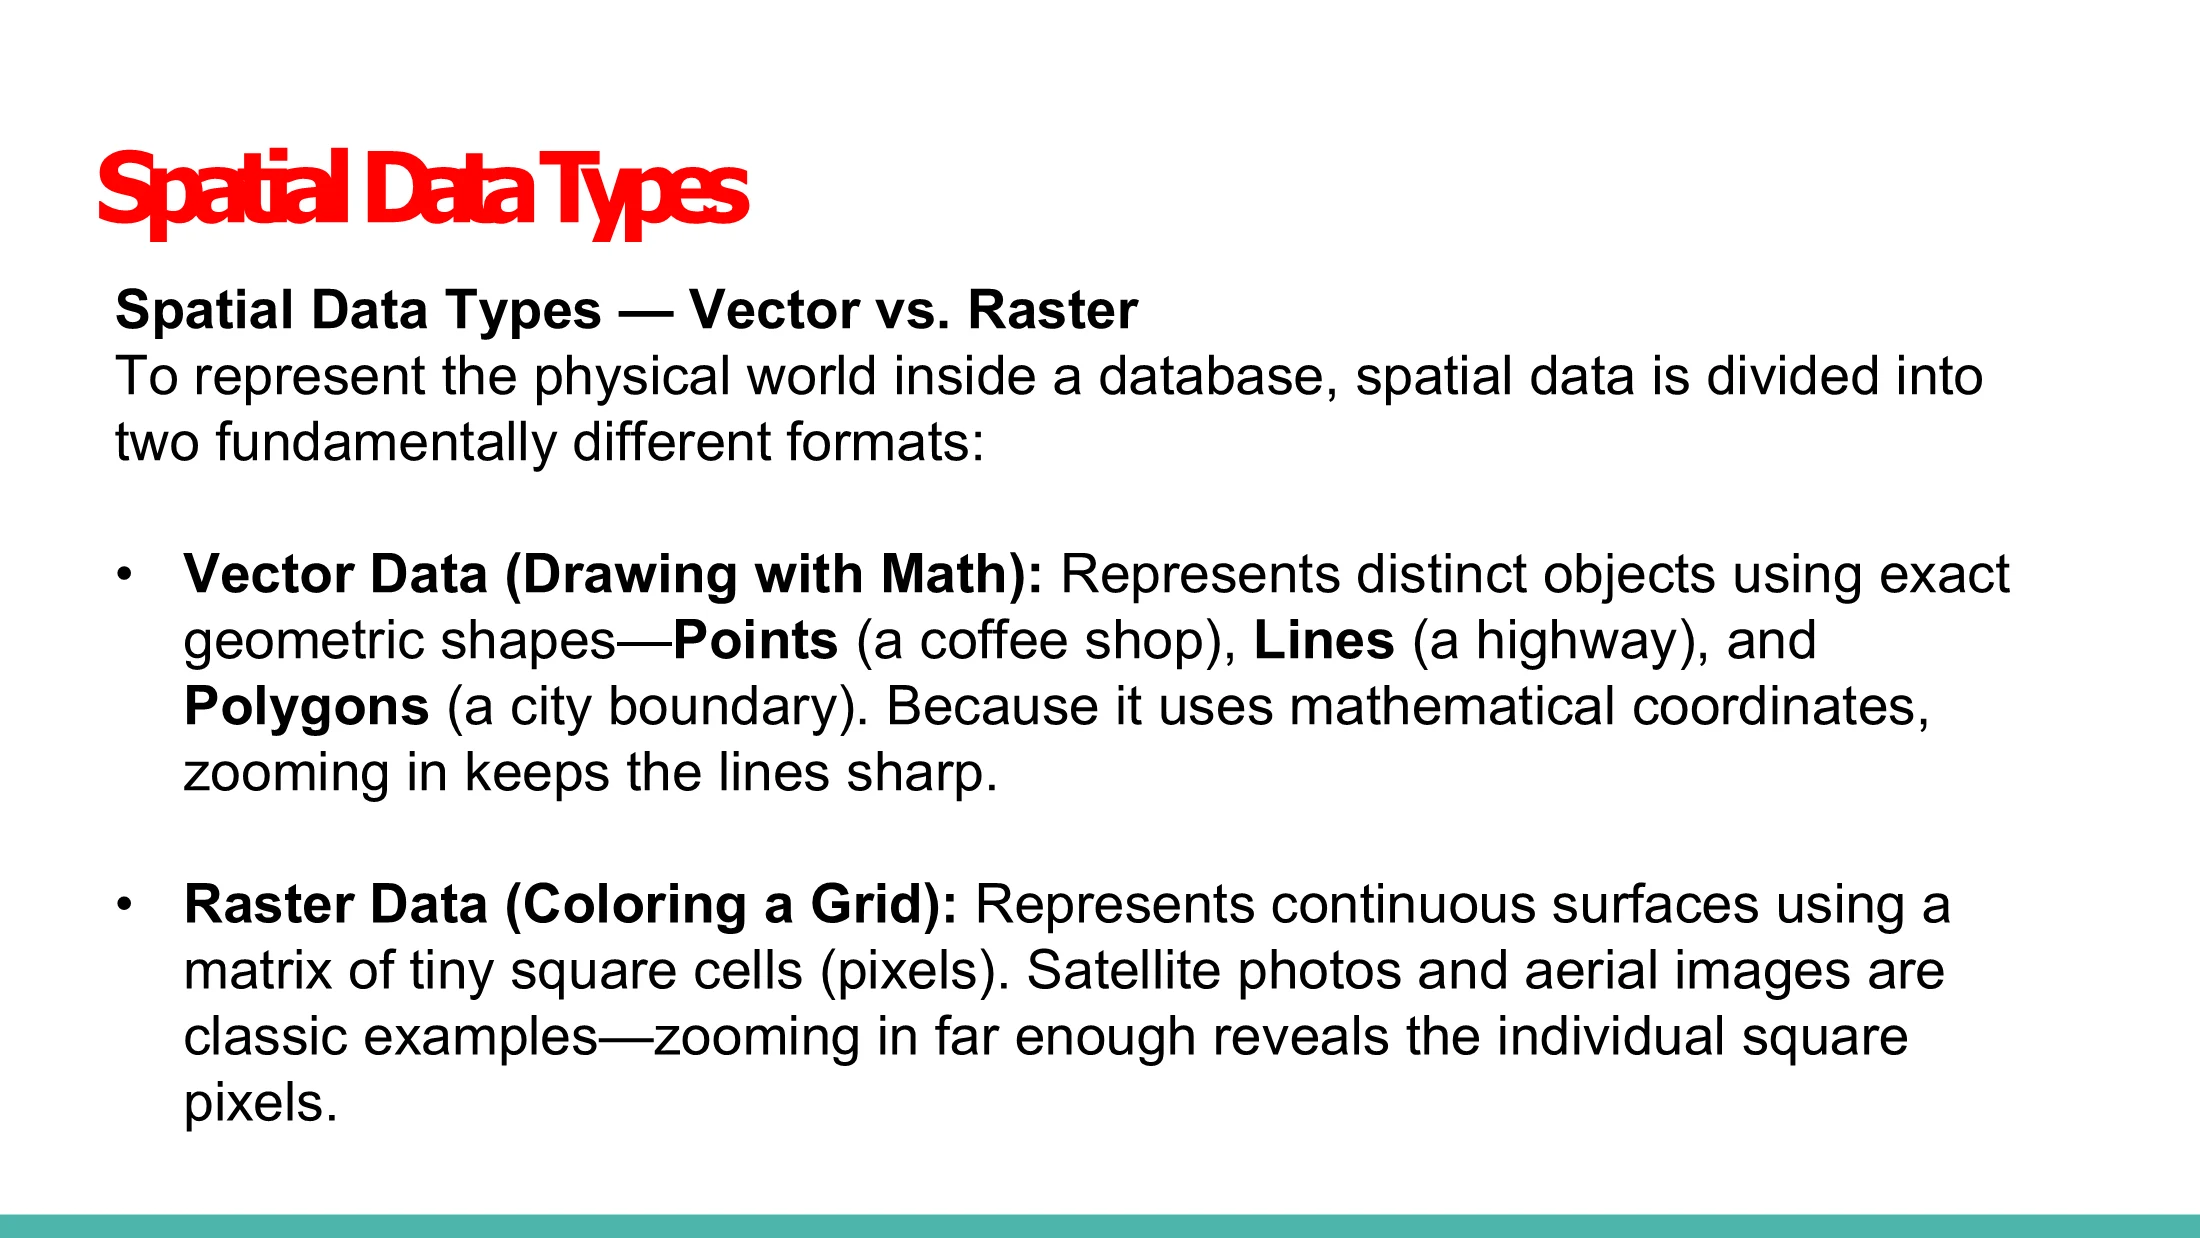 Spatial Data Types
Spatial Data Types — Vector vs. Raster
To represent the physical world inside a database, spatial data is divided into
two fundamentally different formats:
• Vector Data (Drawing with Math): Represents distinct objects using exact
geometric shapes—Points (a coffee shop), Lines (a highway), and
Polygons (a city boundary). Because it uses mathematical coordinates,
zooming in keeps the lines sharp.
• Raster Data (Coloring a Grid): Represents continuous surfaces using a
matrix of tiny square cells (pixels). Satellite photos and aerial images are
classic examples—zooming in far enough reveals the individual square
pixels.